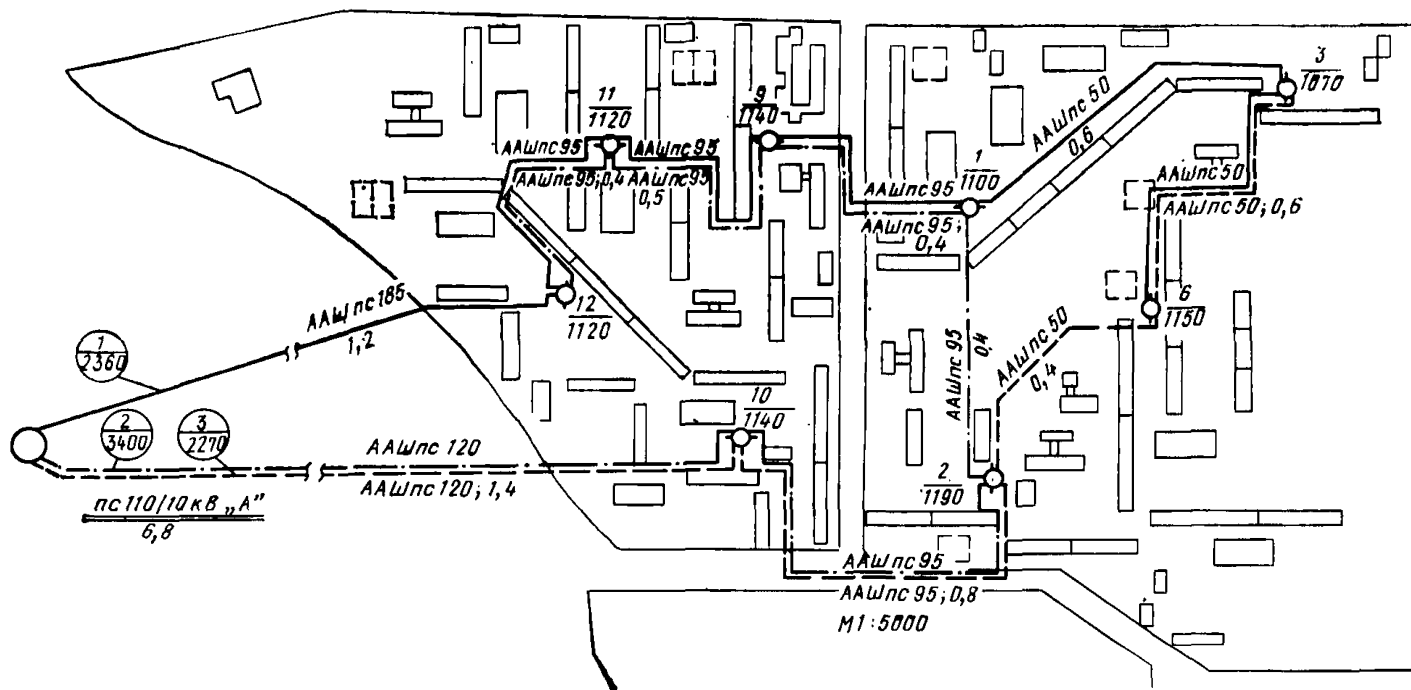 11
1120
9
1140
3
1070
ААШпс 95
ААШпс 95
ААШпс 95; 0,4
ААШпс 95
0,5
ААШпс 50
0,6
1
1100
ААШпс 95
ААШпс 95;
0,4
ААШпс 50
ААШпс 50; 0,6
12
1120
6
1150
ААШпс 185
1,2
ААШпс 95
0,4
ААШпс 50
0,4
1
2360
2
3400
3
2270
10
1140
ААШпс 120
ААШпс 120; 1,4
пс 110/10 кВ „А"
6,8
2
1190
ААШпс 95
ААШпс 95; 0,8
М 1:5000